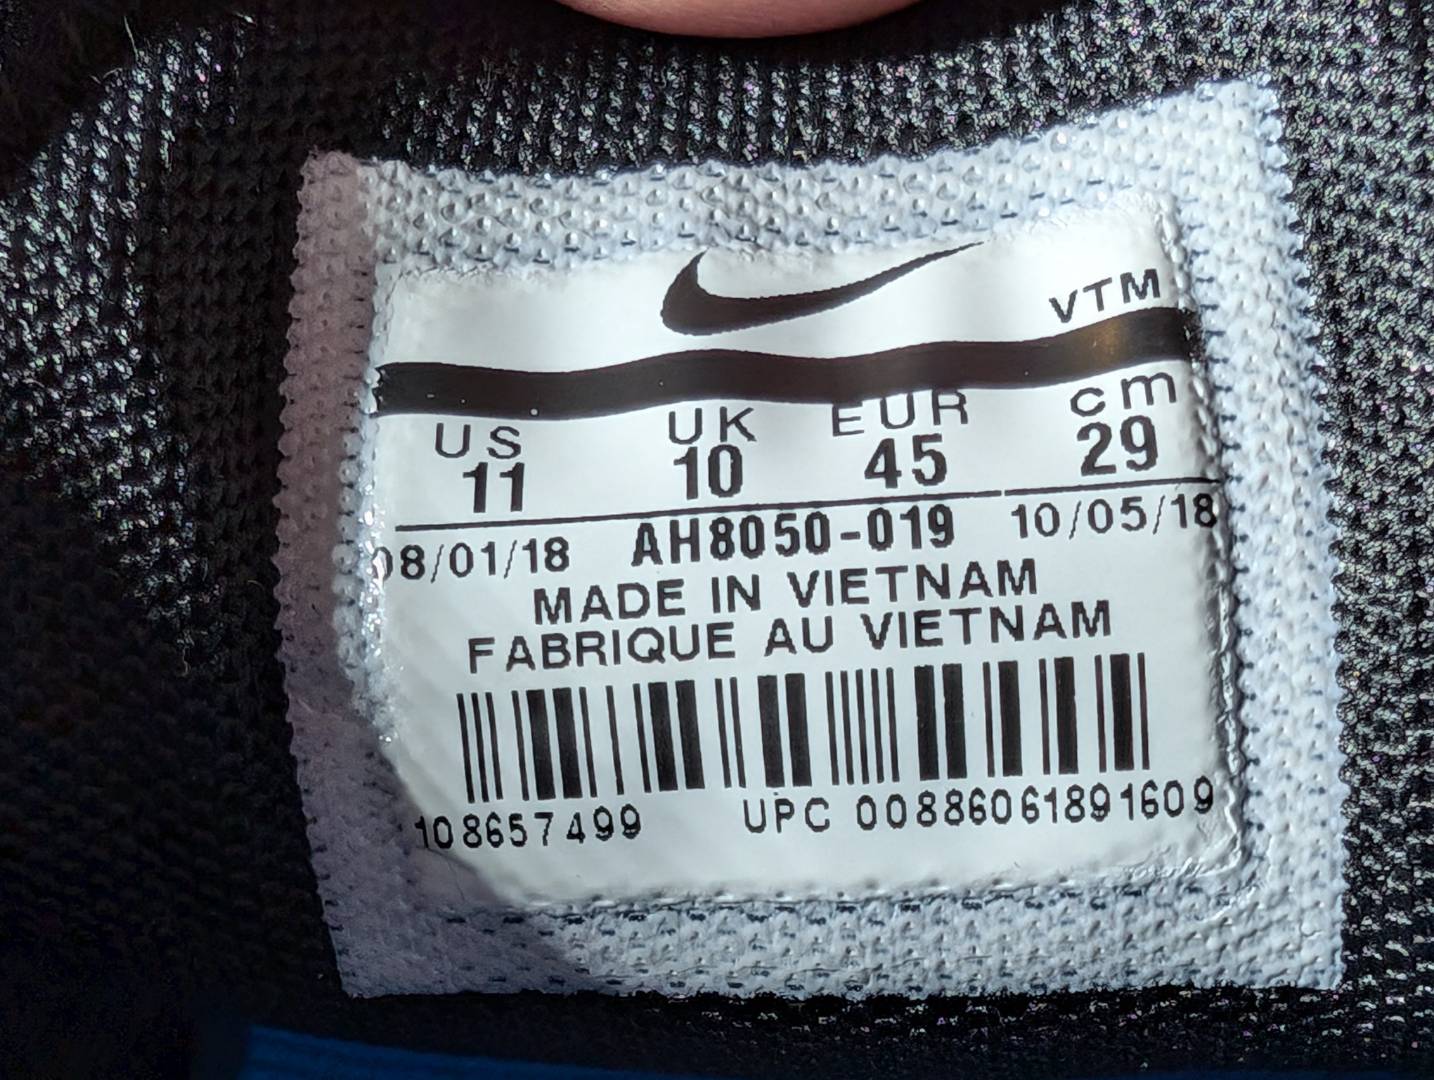 VTM
US UK EUR cm
11 10 45 29
08/01/18 AH8050-019 10/05/18
MADE IN VIETNAM
FABRIQUE AU VIETNAM
108657499 UPC 00886061891609